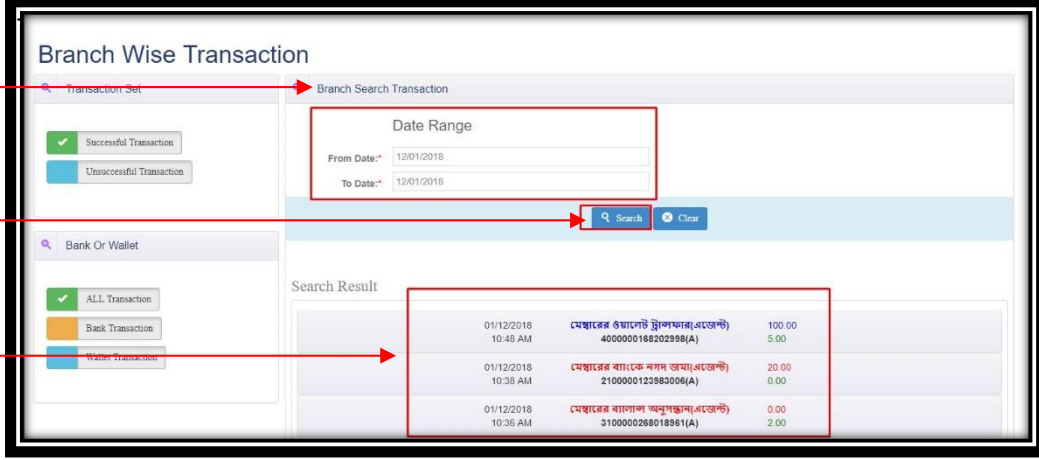 Branch Wise Transaction
Transaction Set
Successful Transaction
Unsuccessful Transaction
Bank Or Wallet
ALL Transaction
Bank Transaction
Wallet Transaction
Branch Search Transaction
Date Range
From Date:* 12/01/2018
To Date:* 12/01/2018
Search Clear
Search Result
01/12/2018 মেম্বারের ওয়ালেট ট্রান্সফার(এজেন্ট) 100.00
10:48 AM 4000000168202998(A) 5.00
01/12/2018 মেম্বারের ব্যাংকে নগদ জমা(এজেন্ট) 20.00
10:38 AM 2100000123983006(A) 0.00
01/12/2018 মেম্বারের ব্যালান্স অনুসন্ধান(এজেন্ট) 0.00
10:36 AM 3100000268018961(A) 2.00